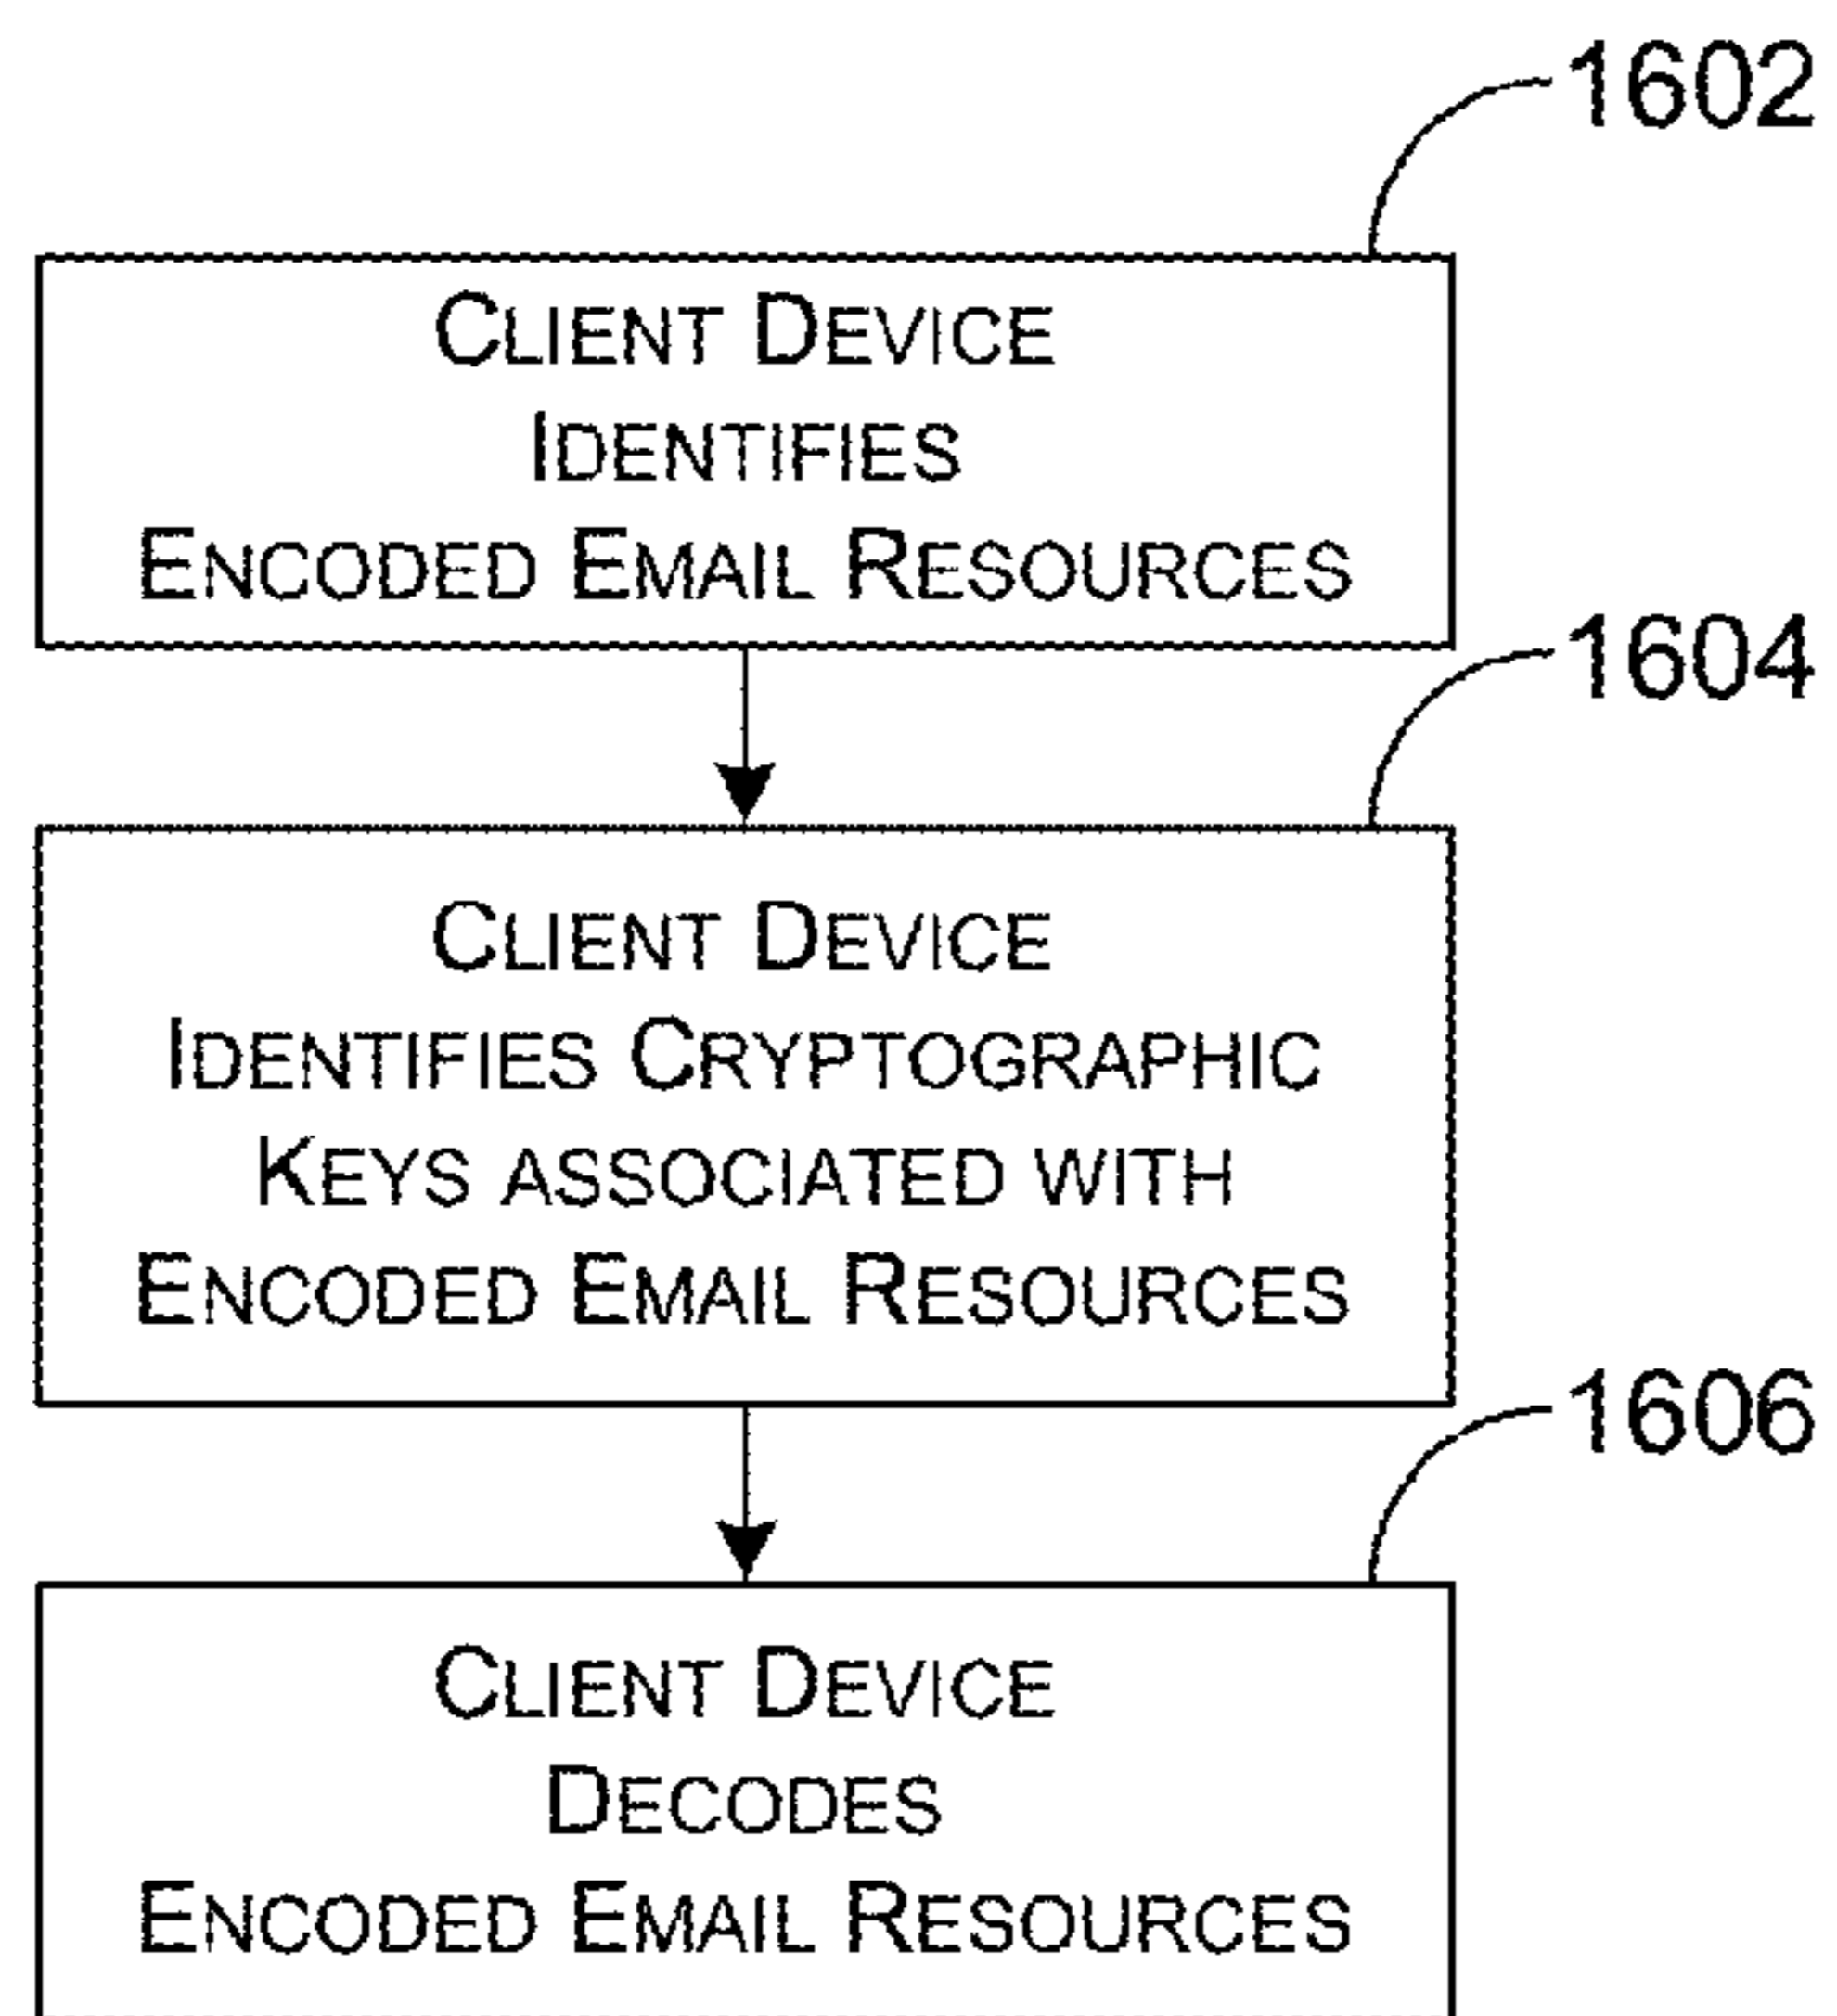 1602
CLIENT DEVICE
IDENTIFIES
ENCODED EMAIL RESOURCES
1604
CLIENT DEVICE
IDENTIFIES CRYPTOGRAPHIC
KEYS ASSOCIATED WITH
ENCODED EMAIL RESOURCES
1606
CLIENT DEVICE
DECODES
ENCODED EMAIL RESOURCES